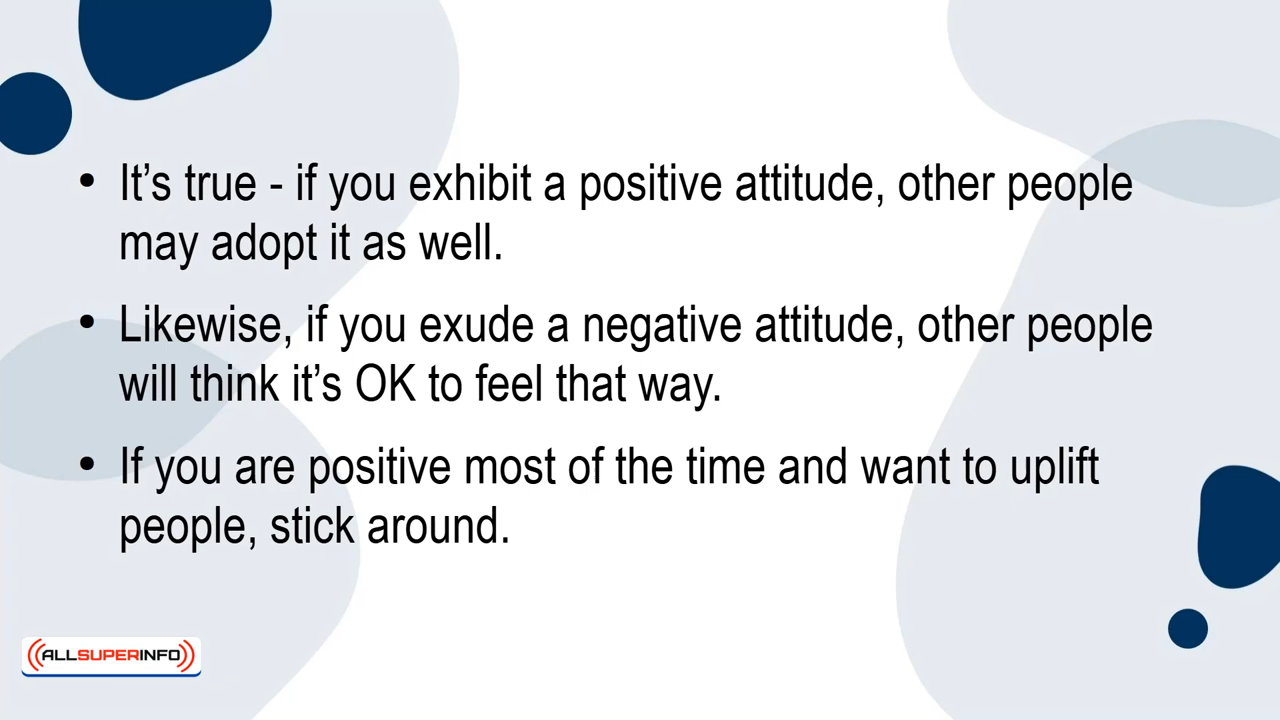 • It’s true - if you exhibit a positive attitude, other people
may adopt it as well.
• Likewise, if you exude a negative attitude, other people
will think it’s OK to feel that way.
• If you are positive most of the time and want to uplift
people, stick around.
ALLSUPERINFO